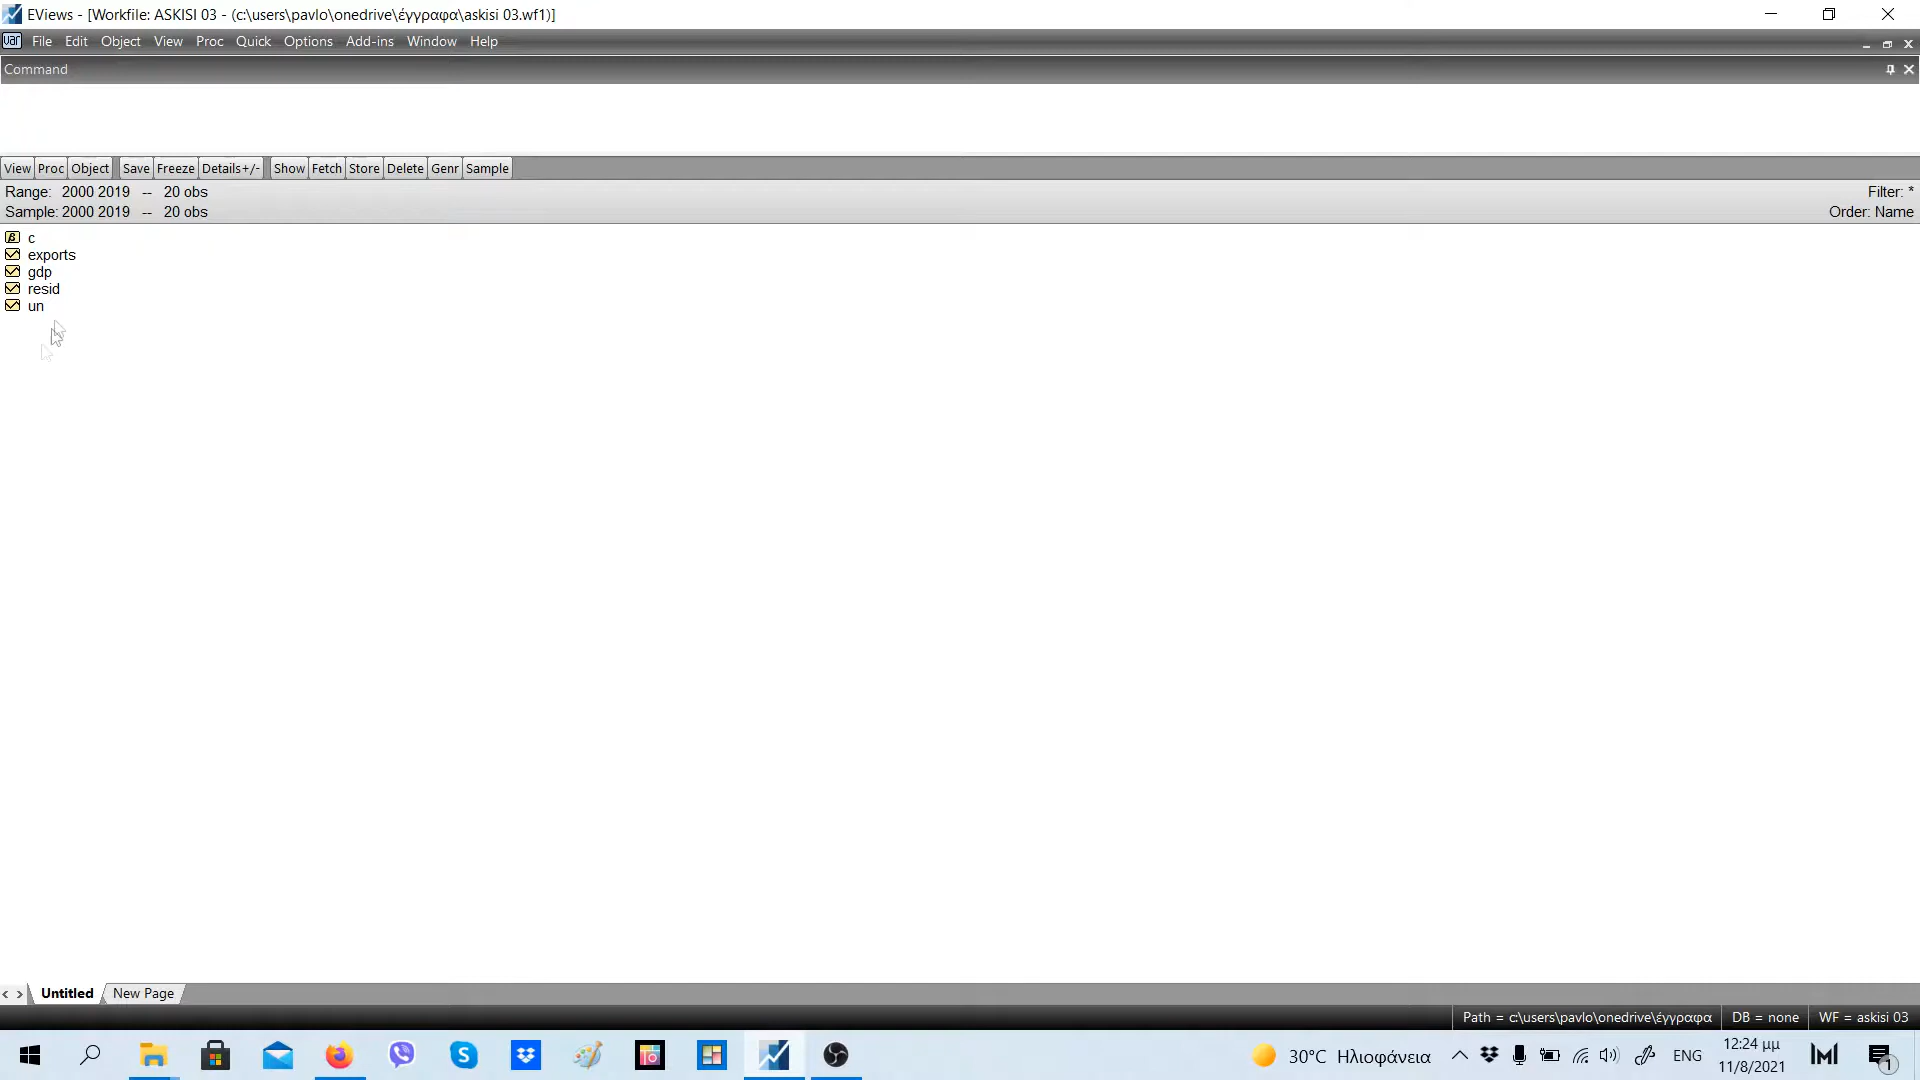 EViews - [Workfile: ASKISI 03 - (c:\users\pavlo\onedrive\έγγραφα\askisi 03.wf1)]
File Edit Object View Proc Quick Options Add-ins Window Help
Command
View Proc Object Save Freeze Details+/- Show Fetch Store Delete Genr Sample
Range: 2000 2019 -- 20 obs Filter: *
Sample: 2000 2019 -- 20 obs Order: Name
β c
exports
gdp
resid
un
Untitled New Page
Path = c:\users\pavlo\onedrive\έγγραφα DB = none WF = askisi 03
30°C Ηλιοφάνεια ENG 12:24 μμ
11/8/2021 1